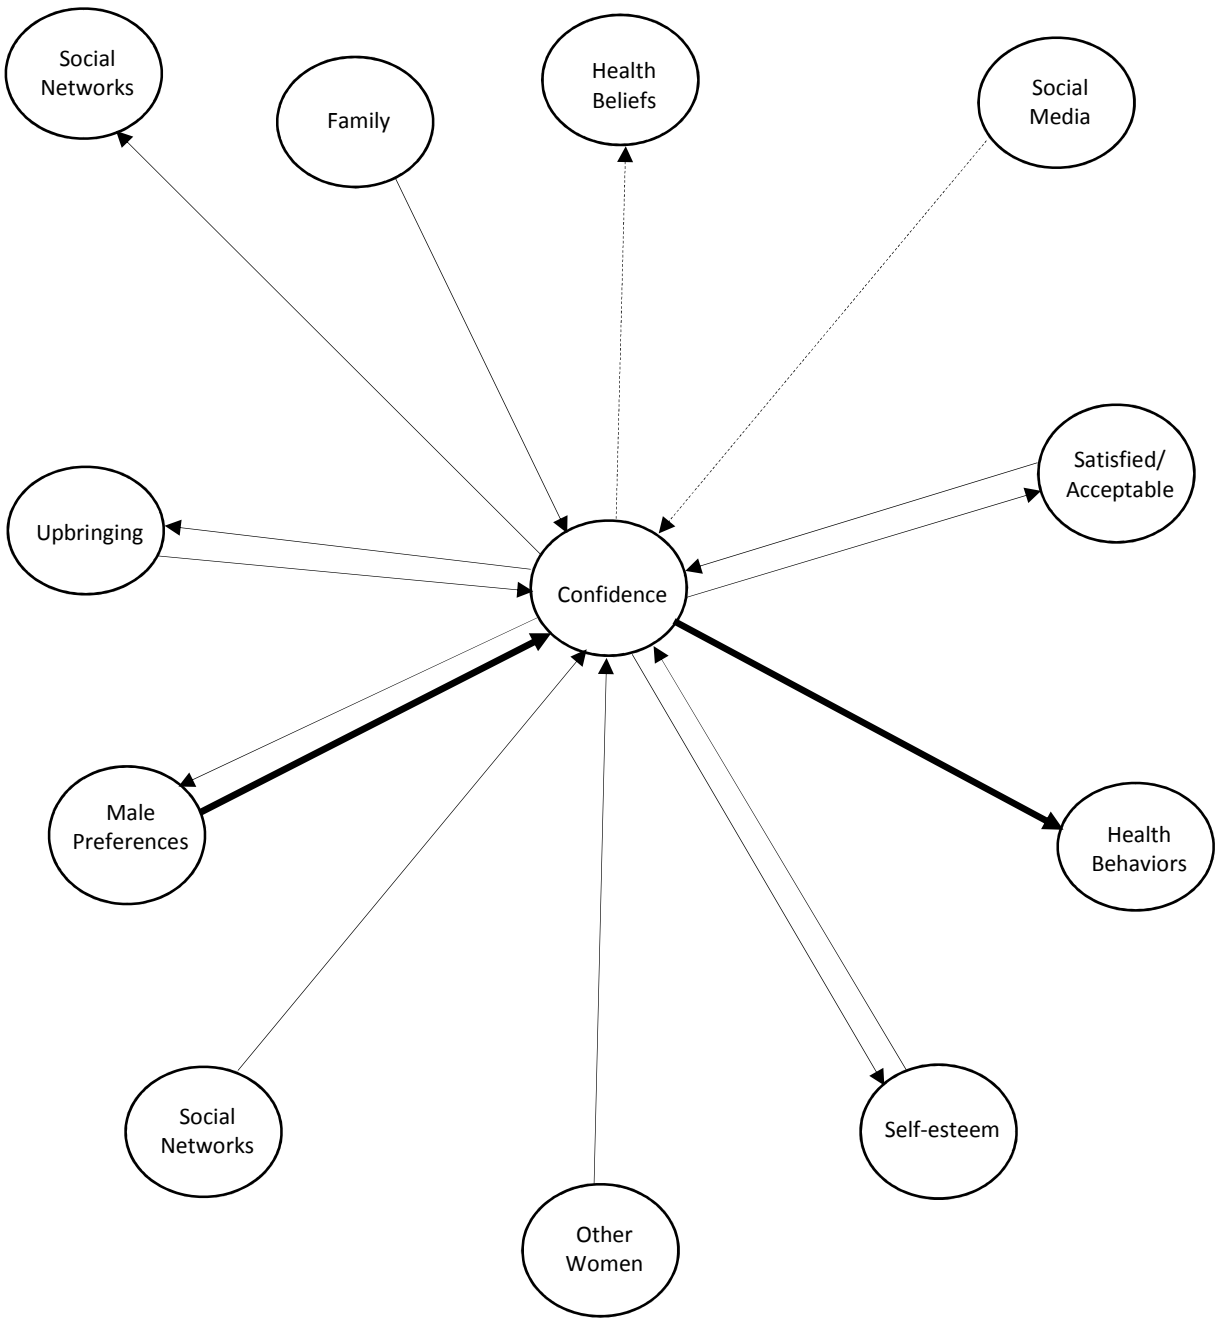 Social
Networks
Family
Health
Beliefs
Social
Media
Satisfied/
Acceptable
Upbringing
Confidence
Male
Preferences
Health
Behaviors
Social
Networks
Self-esteem
Other
Women